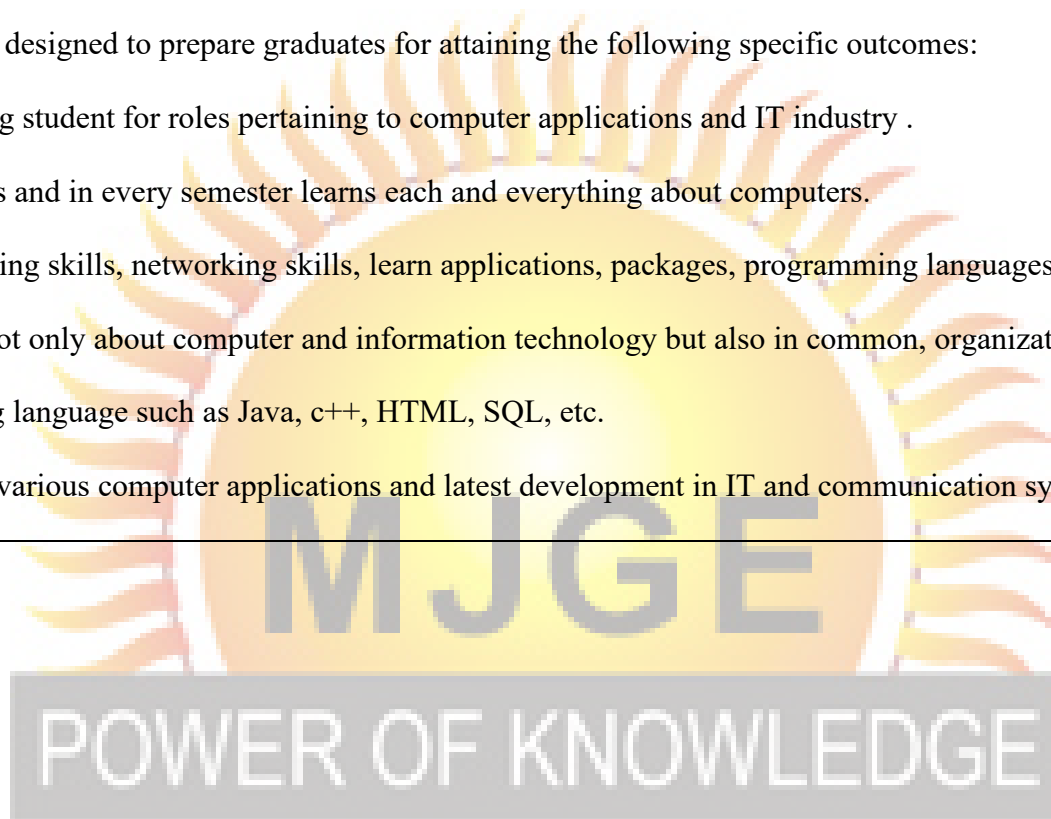 designed to prepare graduates for attaining the following specific outcomes:
g student for roles pertaining to computer applications and IT industry .
s and in every semester learns each and everything about computers.
ing skills, networking skills, learn applications, packages, programming languages
ot only about computer and information technology but also in common, organizat
g language such as Java, c++, HTML, SQL, etc.
various computer applications and latest development in IT and communication sy
MJGE
POWER OF KNOWLEDGE